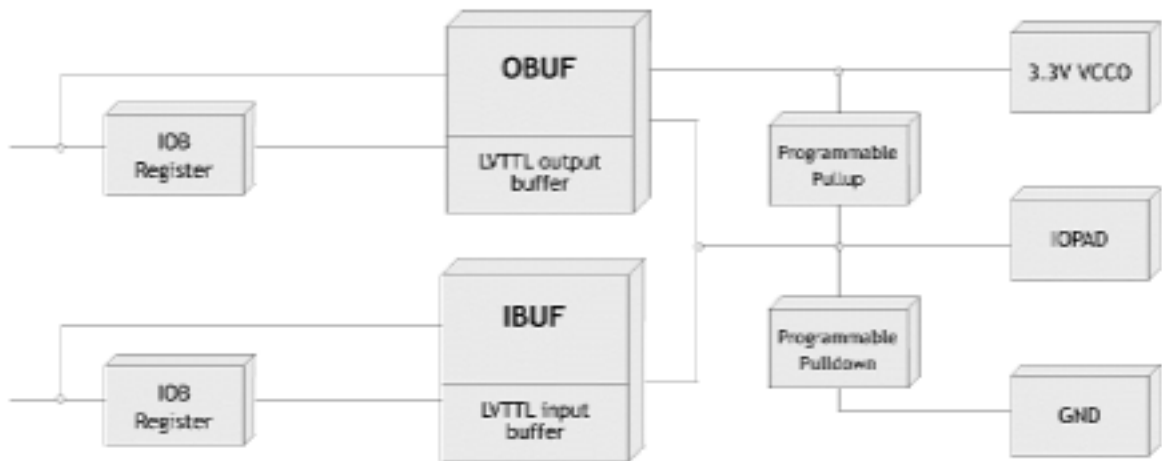 OBUF
3.3V VCCO
IOB
Register
LVTTL output
buffer
Programmable
Pullup
IOPAD
IBUF
Programmable
Pulldown
IOB
Register
LVTTL input
buffer
GND